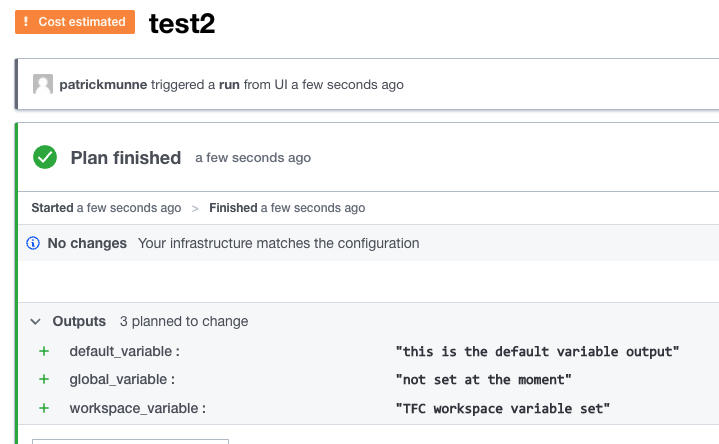 ! Cost estimated test2
patrickmunne triggered a run from UI a few seconds ago
Plan finished a few seconds ago
Started a few seconds ago > Finished a few seconds ago
No changes Your infrastructure matches the configuration
Outputs 3 planned to change
+ default_variable : "this is the default variable output"
+ global_variable : "not set at the moment"
+ workspace_variable : "TFC workspace variable set"